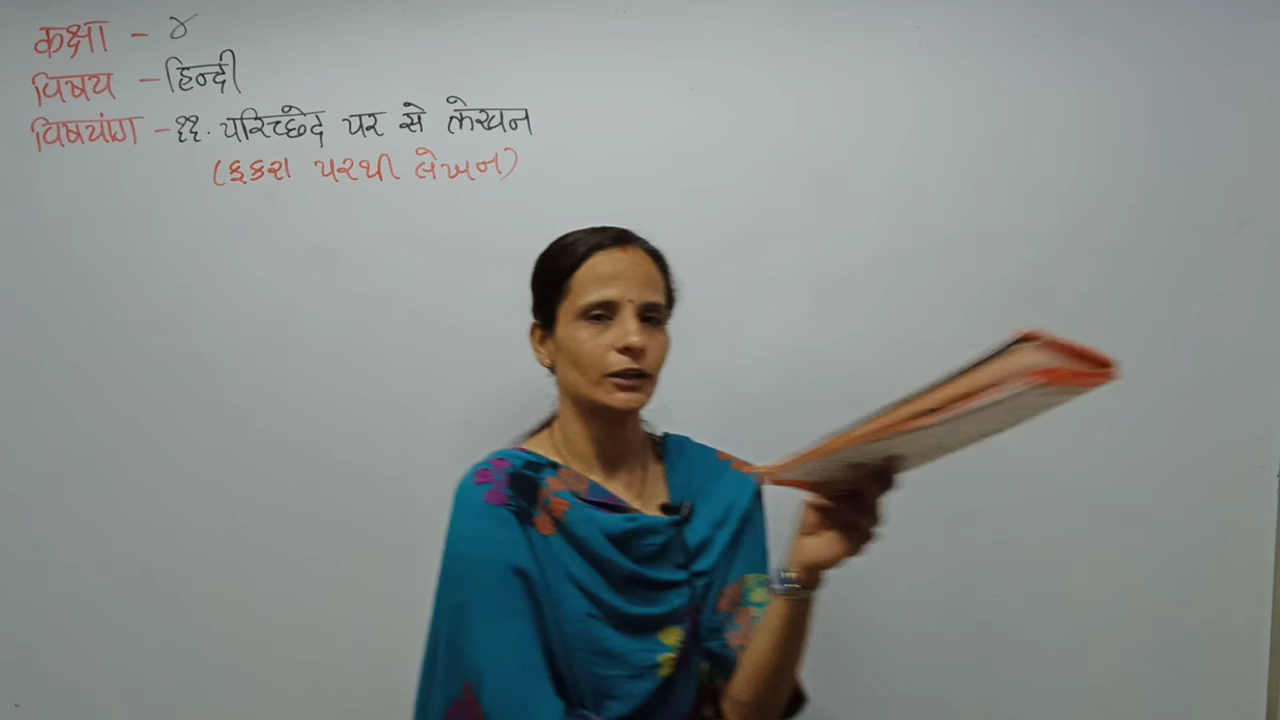 कक्षा - ४
विषय - हिन्दी
विषयांग - ११. परिच्छेद पर से लेखन
(ફકરા પરથી લેખન)